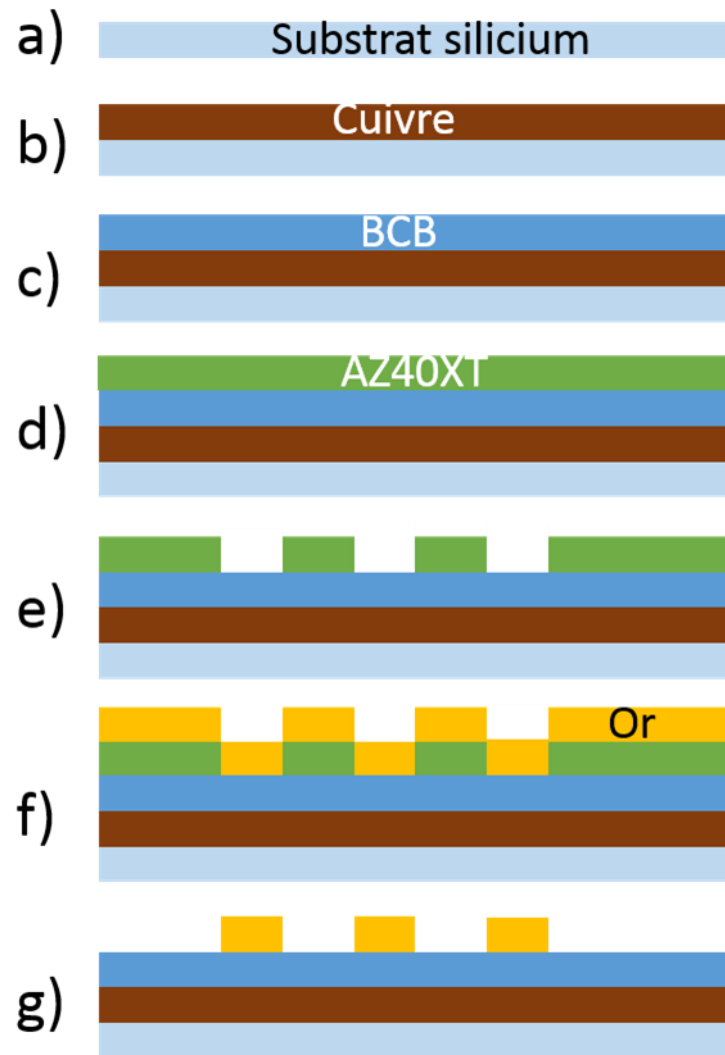 a) Substrat silicium
b) Cuivre
c) BCB
d) AZ40XT
e)
f) Or
g)